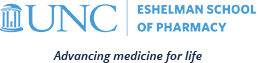 UNC
ESHELMAN SCHOOL
OF PHARMACY
Advancing medicine for life